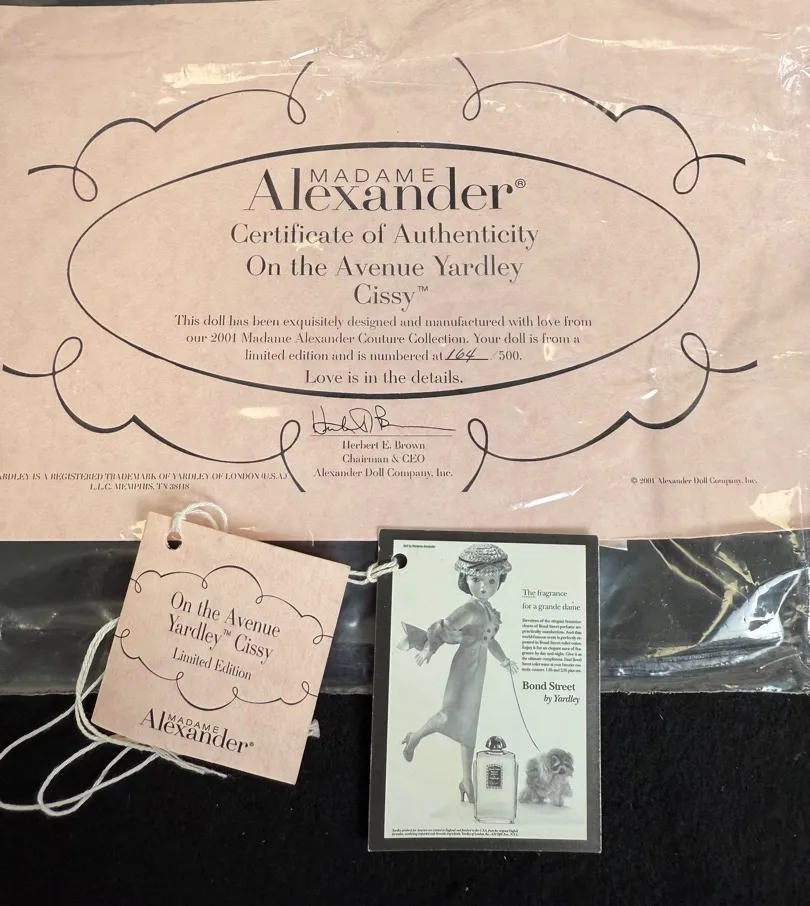 MADAME
Alexander®
Certificate of Authenticity
On the Avenue Yardley
Cissy™
This doll has been exquisitely designed and manufactured with love from
our 2001 Madame Alexander Couture Collection. Your doll is from a
limited edition and is numbered at 164 /500.
Love is in the details.
Herbert E. Brown
Chairman & CEO
Alexander Doll Company, Inc.
ARDLEY IS A REGISTERED TRADEMARK OF YARDLEY OF LONDON (U.S.A.)
L.L.C. MEMPHIS, TN 38118
© 2001 Alexander Doll Company, Inc.
On the Avenue
Yardley™ Cissy
Limited Edition
MADAME
Alexander®
The fragrance
for a grande dame
Bond Street
by Yardley